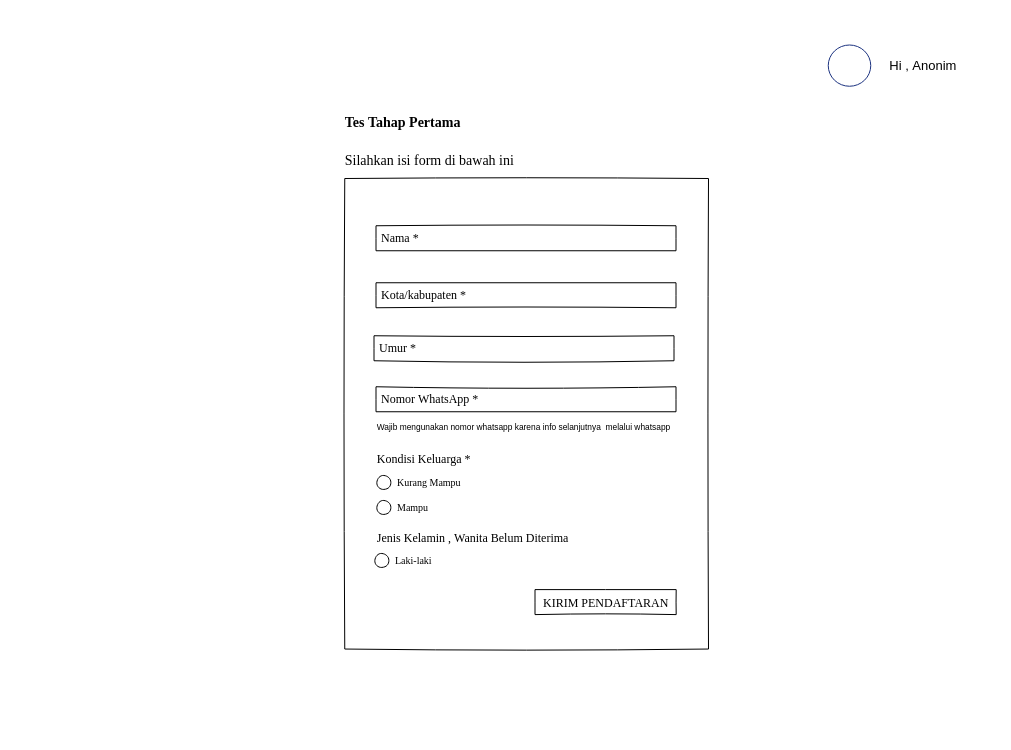 Hi , Anonim
Tes Tahap Pertama
Silahkan isi form di bawah ini
Nama *
Kota/kabupaten *
Umur *
Nomor WhatsApp *
Wajib mengunakan nomor whatsapp karena info selanjutnya  melalui whatsapp
Kondisi Keluarga *
Kurang Mampu
Mampu
Jenis Kelamin , Wanita Belum Diterima
Laki-laki
KIRIM PENDAFTARAN